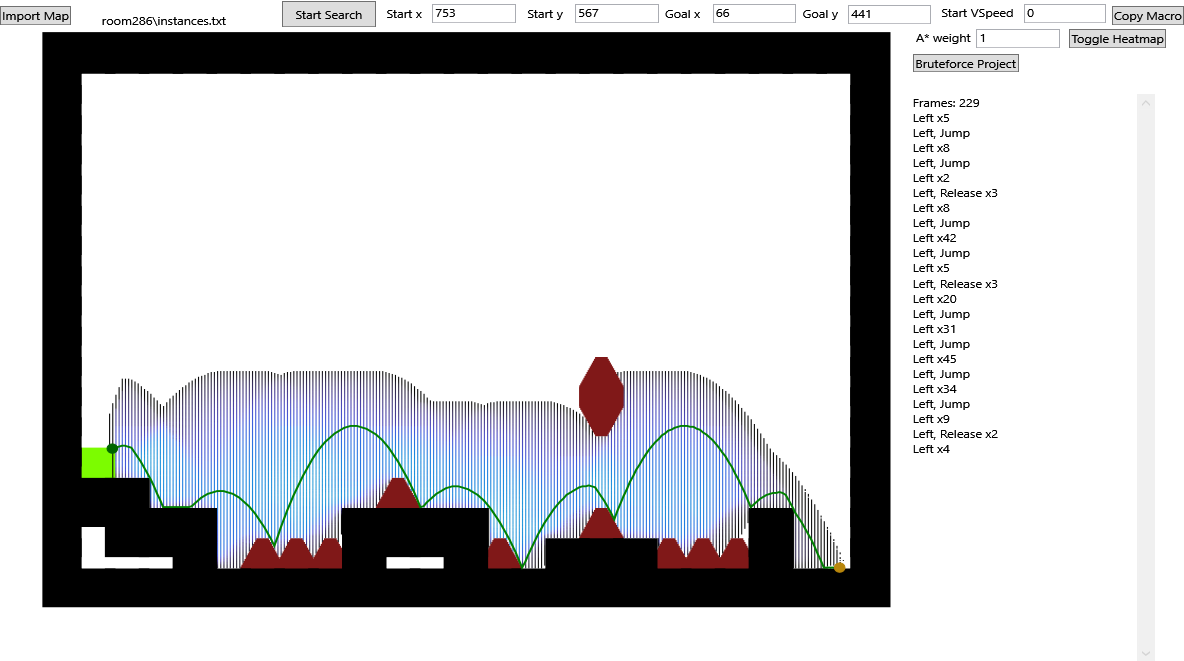 Import Map
room286\instances.txt
Start Search
Start x 753
Start y 567
Goal x 66
Goal y 441
Start VSpeed 0
Copy Macro
A* weight 1
Toggle Heatmap
Bruteforce Project
Frames: 229
Left x5
Left, Jump
Left x8
Left, Jump
Left x2
Left, Release x3
Left x8
Left, Jump
Left x42
Left, Jump
Left x5
Left, Release x3
Left x20
Left, Jump
Left x31
Left, Jump
Left x45
Left, Jump
Left x34
Left, Jump
Left x9
Left, Release x2
Left x4